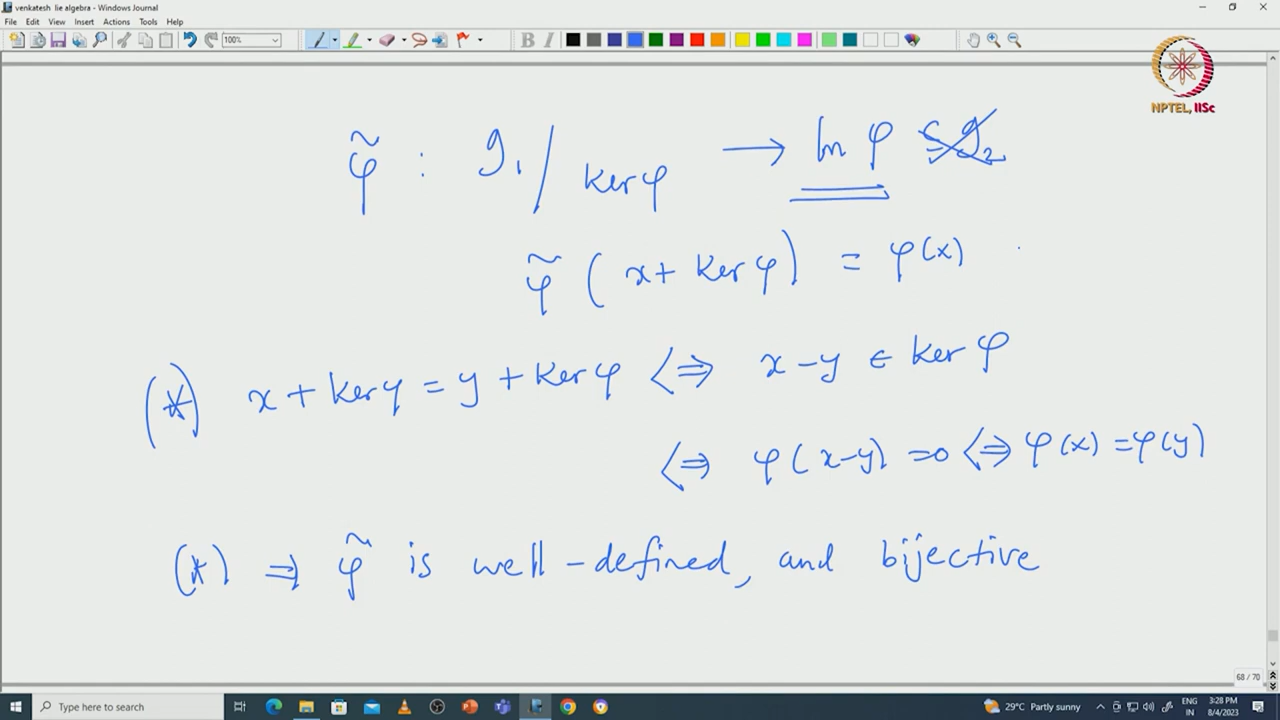 venkatesh lie algebra - Windows Journal
File Edit View Insert Actions Tools Help
100%
B I
NPTEL, IISc
φ̃ : g₁ / ker φ → Im φ ⊆ g₂
φ̃ ( x + ker φ ) = φ(x)
(*) x + ker φ = y + ker φ ⟺ x - y ∈ ker φ
⟺ φ(x-y) = 0 ⟺ φ(x) = φ(y)
(*) ⇒ φ̃ is well-defined, and bijective
68 / 70
Type here to search
29°C Partly sunny
ENG
IN
3:28 PM
8/4/2023